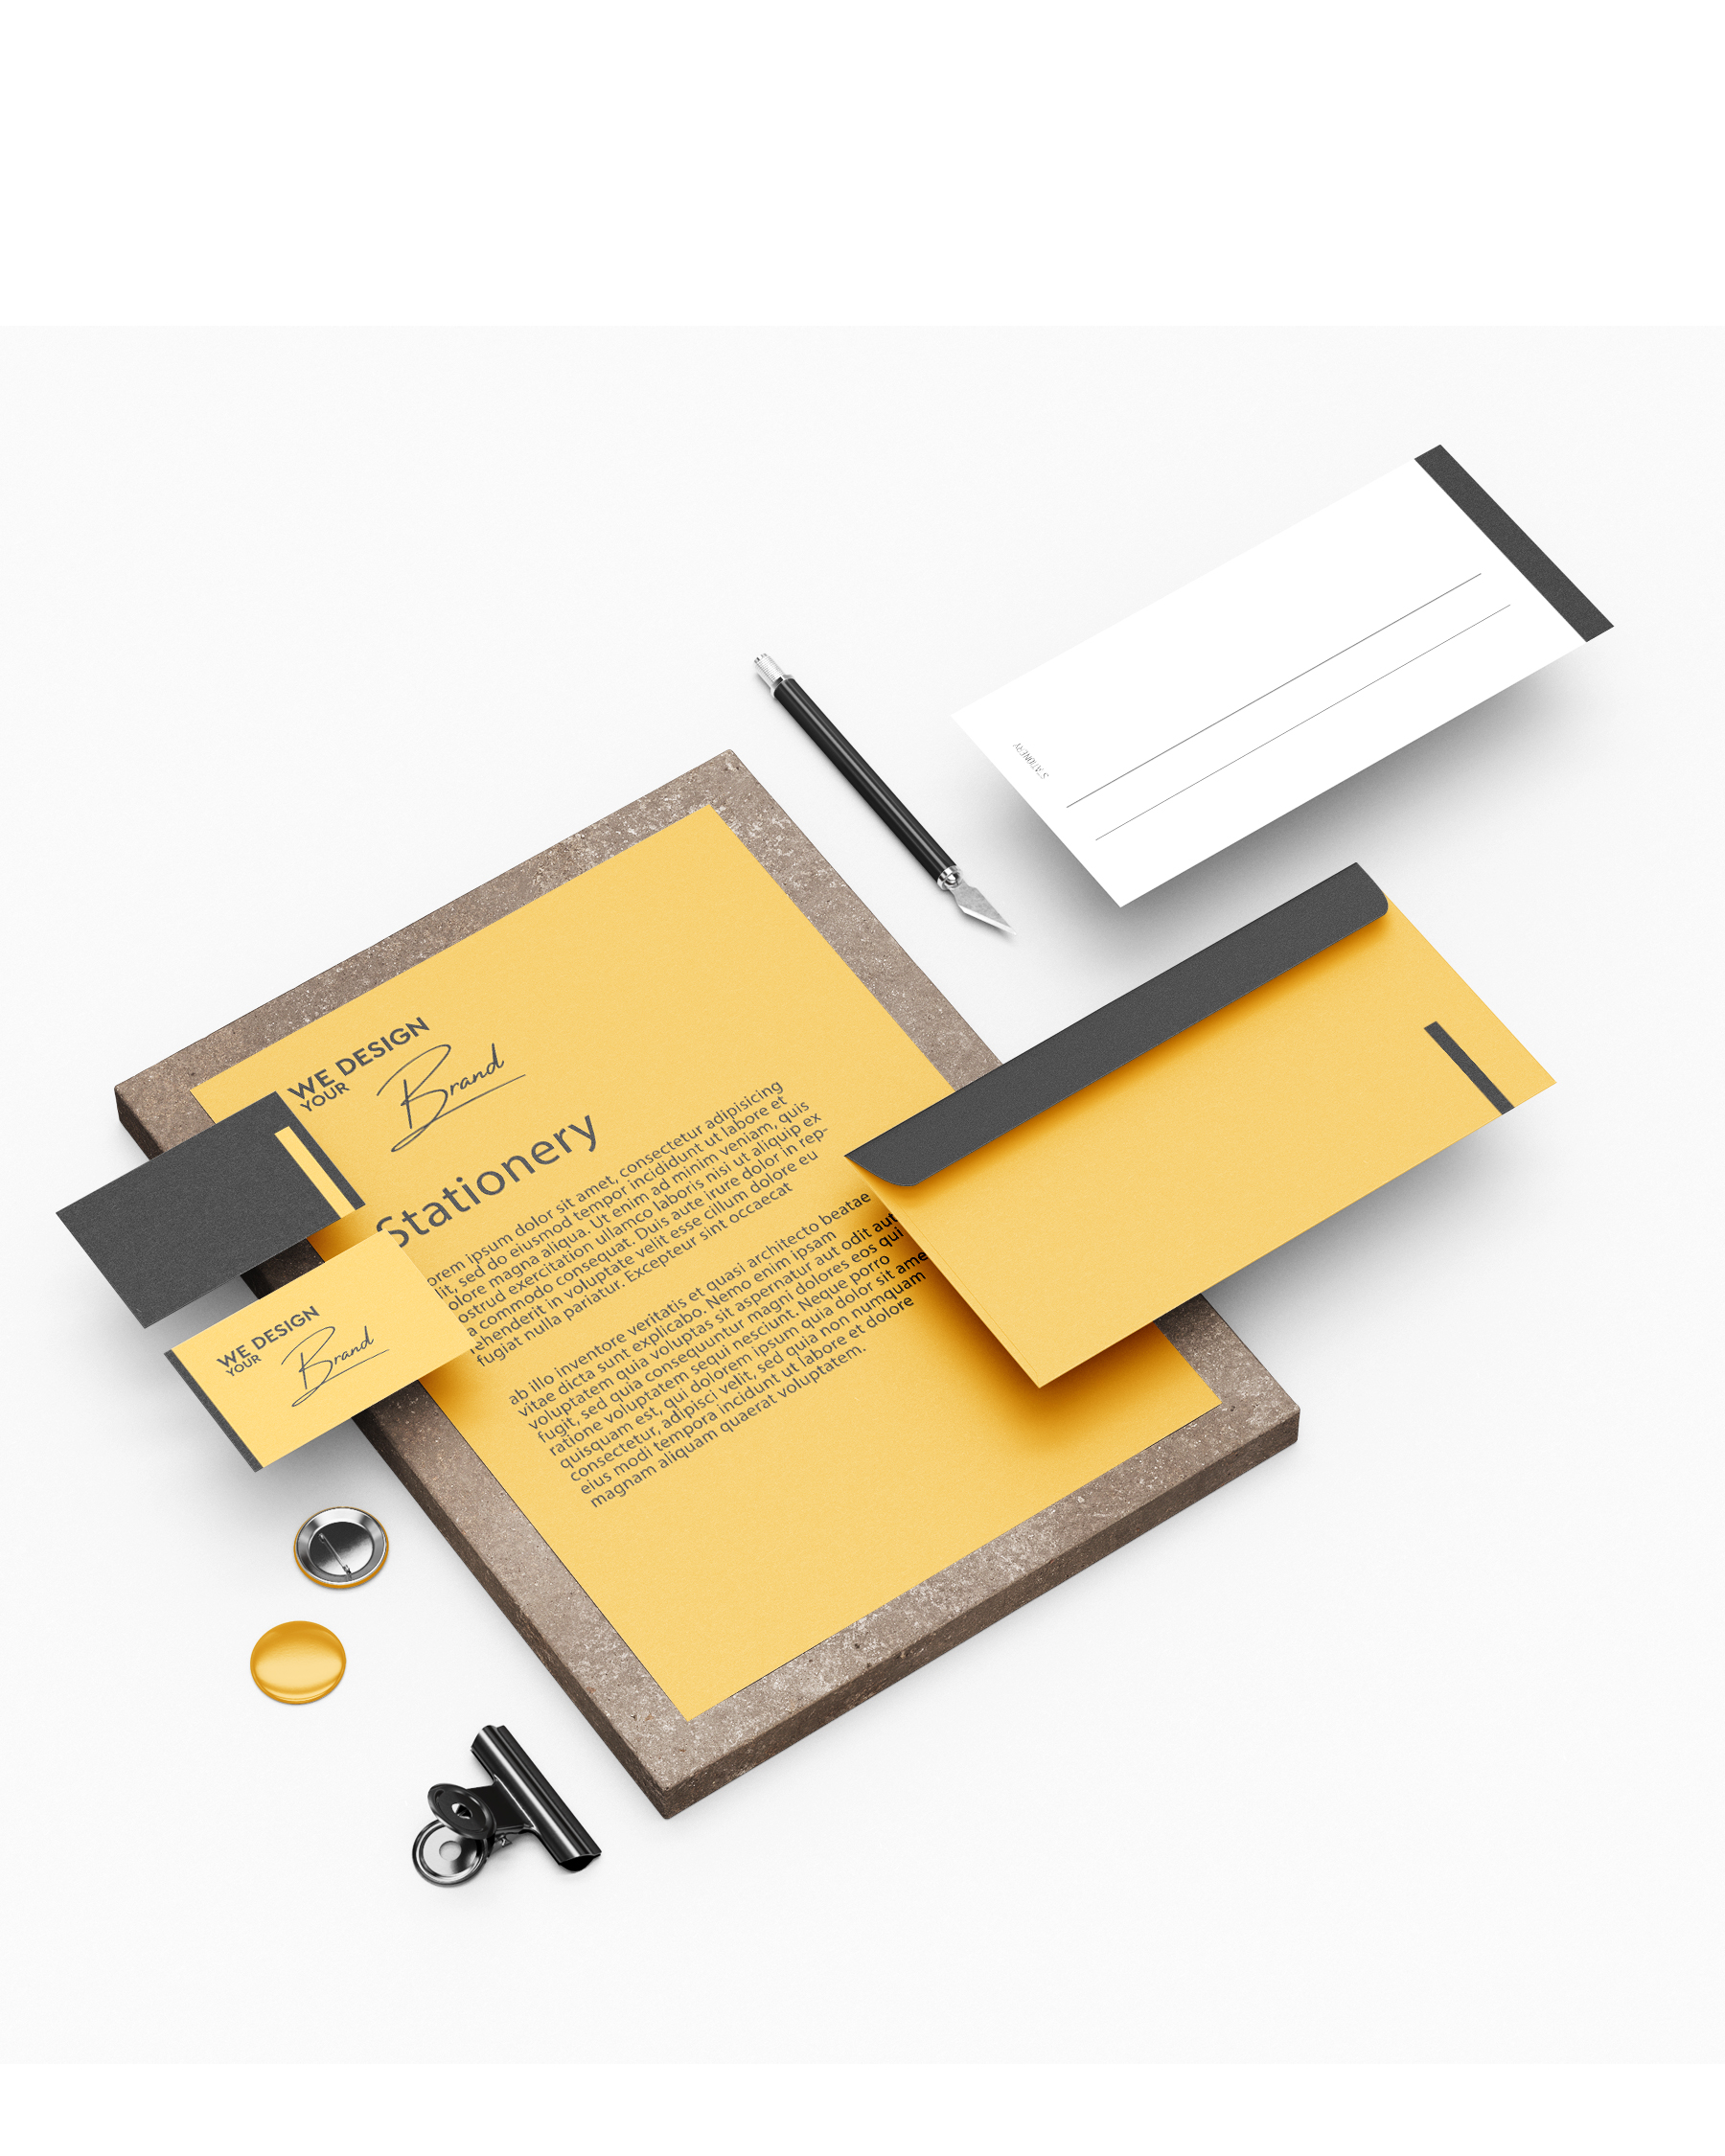 WE DESIGN
YOUR
Brand
Stationery
orem ipsum dolor sit amet, consectetur adipisicing
lit, sed do eiusmod tempor incididunt ut labore et
olore magna aliqua. Ut enim ad minim veniam, quis
ostrud exercitation ullamco laboris nisi ut aliquip ex
a commodo consequat. Duis aute irure dolor in rep-
ehenderit in voluptate velit esse cillum dolore eu
fugiat nulla pariatur. Excepteur sint occaecat
ab illo inventore veritatis et quasi architecto beatae
vitae dicta sunt explicabo. Nemo enim ipsam
voluptatem quia voluptas sit aspernatur aut odit aut
fugit, sed quia consequuntur magni dolores eos qui
ratione voluptatem sequi nesciunt. Neque porro
quisquam est, qui dolorem ipsum quia dolor sit ame
consectetur, adipisci velit, sed quia non numquam
eius modi tempora incidunt ut labore et dolore
magnam aliquam quaerat voluptatem.
WE DESIGN
YOUR
Brand
STATIONERY